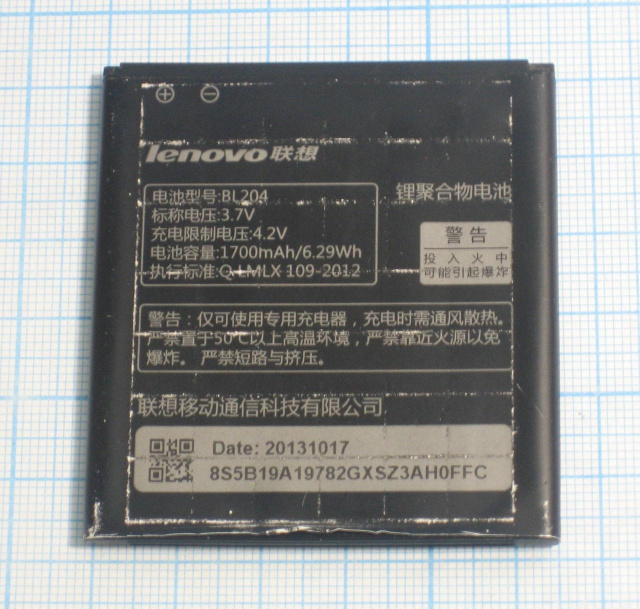 ⊕ ⊖
lenovo联想
电池型号:BL204
标称电压:3.7V
充电限制电压:4.2V
电池容量:1700mAh/6.29Wh
执行标准:Q/LMLX 109-2012
锂聚合物电池
警告
投入火中
可能引起爆炸
警告：仅可使用专用充电器，充电时需通风散热。
严禁置于50℃以上高温环境，严禁靠近火源以免
爆炸。 严禁短路与挤压。
联想移动通信科技有限公司
Date: 20131017
8S5B19A19782GXSZ3AH0FFC